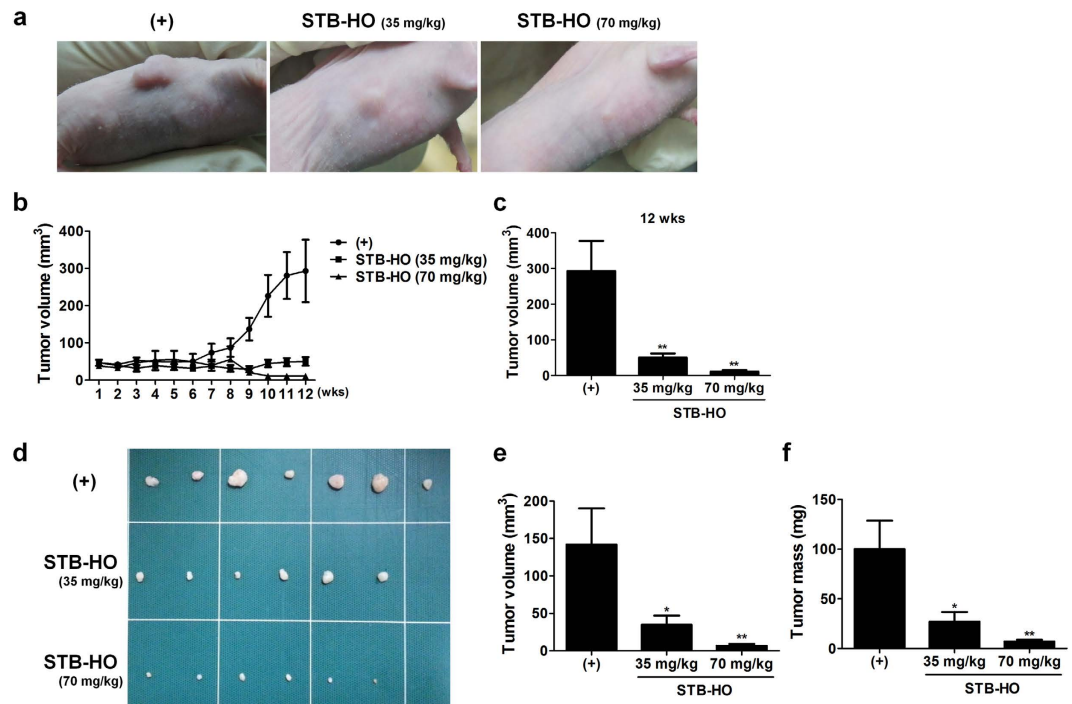 a
(+)
STB-HO (35 mg/kg)
STB-HO (70 mg/kg)
b
Tumor volume (mm³)
400
300
200
100
0
1 2 3 4 5 6 7 8 9 10 11 12 (wks)
(+)
STB-HO (35 mg/kg)
STB-HO (70 mg/kg)
c
12 wks
Tumor volume (mm³)
400
300
200
100
0
**
**
(+)
35 mg/kg 70 mg/kg
STB-HO
d
(+)
STB-HO
(35 mg/kg)
STB-HO
(70 mg/kg)
e
Tumor volume (mm³)
200
150
100
50
0
*
**
(+)
35 mg/kg 70 mg/kg
STB-HO
f
Tumor mass (mg)
150
100
50
0
*
**
(+)
35 mg/kg 70 mg/kg
STB-HO